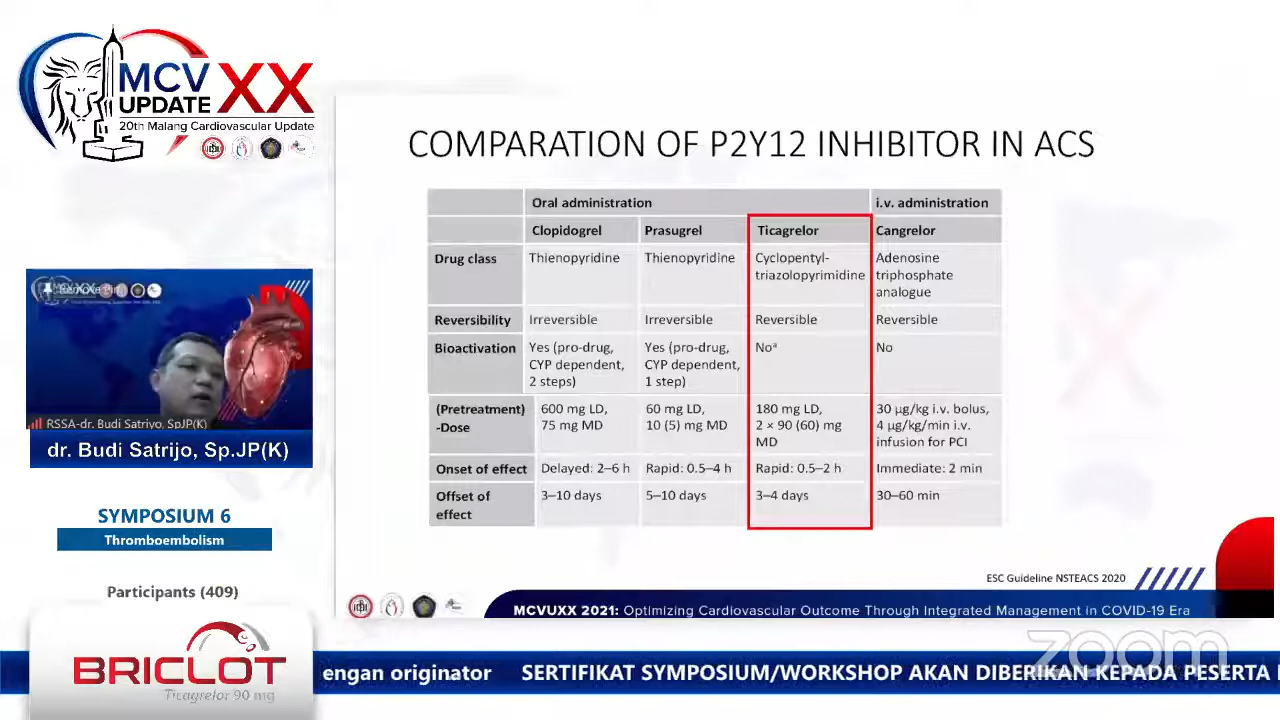 MCV
UPDATE
XX
20th Malang Cardiovascular Update
COMPARATION OF P2Y12 INHIBITOR IN ACS
Oral administration
i.v. administration
Clopidogrel
Prasugrel
Ticagrelor
Cangrelor
Drug class
Thienopyridine
Thienopyridine
Cyclopentyl-
triazolopyrimidine
Adenosine
triphosphate
analogue
Reversibility
Irreversible
Irreversible
Reversible
Reversible
Bioactivation
Yes (pro-drug,
CYP dependent,
2 steps)
Yes (pro-drug,
CYP dependent,
1 step)
Noᵃ
No
(Pretreatment)
-Dose
600 mg LD,
75 mg MD
60 mg LD,
10 (5) mg MD
180 mg LD,
2 × 90 (60) mg
MD
30 µg/kg i.v. bolus,
4 µg/kg/min i.v.
infusion for PCI
Onset of effect
Delayed: 2–6 h
Rapid: 0.5–4 h
Rapid: 0.5–2 h
Immediate: 2 min
Offset of
effect
3–10 days
5–10 days
3–4 days
30–60 min
ESC Guideline NSTEACS 2020
MCVUXX 2021: Optimizing Cardiovascular Outcome Through Integrated Management in COVID-19 Era
RSSA-dr. Budi Satriyo, SpJP(K)
dr. Budi Satrijo, Sp.JP(K)
SYMPOSIUM 6
Thromboembolism
Participants (409)
BRICLOT
Ticagrelor 90 mg
zoom
engan originator SERTIFIKAT SYMPOSIUM/WORKSHOP AKAN DIBERIKAN KEPADA PESERTA